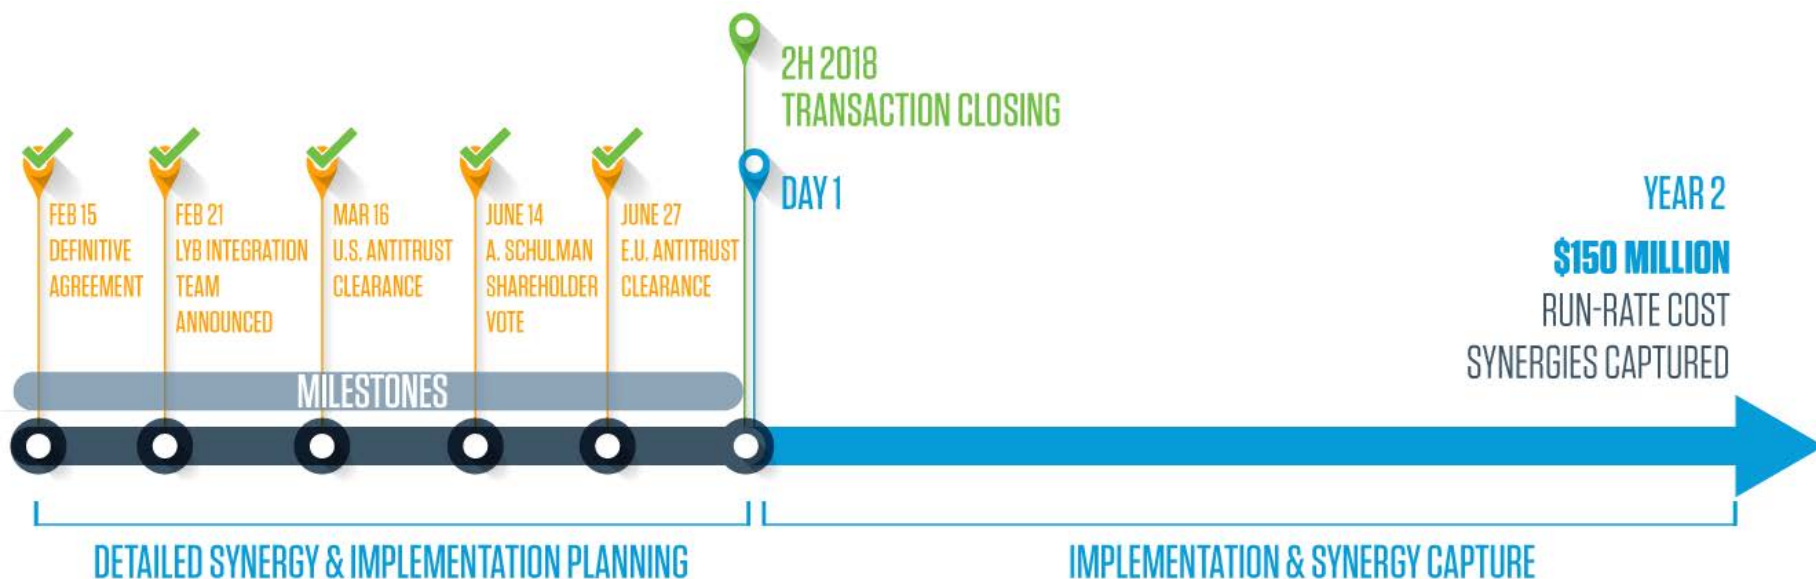 2H 2018
TRANSACTION CLOSING
DAY 1
FEB 15
DEFINITIVE
AGREEMENT
FEB 21
LYB INTEGRATION
TEAM
ANNOUNCED
MAR 16
U.S. ANTITRUST
CLEARANCE
JUNE 14
A. SCHULMAN
SHAREHOLDER
VOTE
JUNE 27
E.U. ANTITRUST
CLEARANCE
YEAR 2
$150 MILLION
RUN-RATE COST
SYNERGIES CAPTURED
MILESTONES
DETAILED SYNERGY & IMPLEMENTATION PLANNING
IMPLEMENTATION & SYNERGY CAPTURE